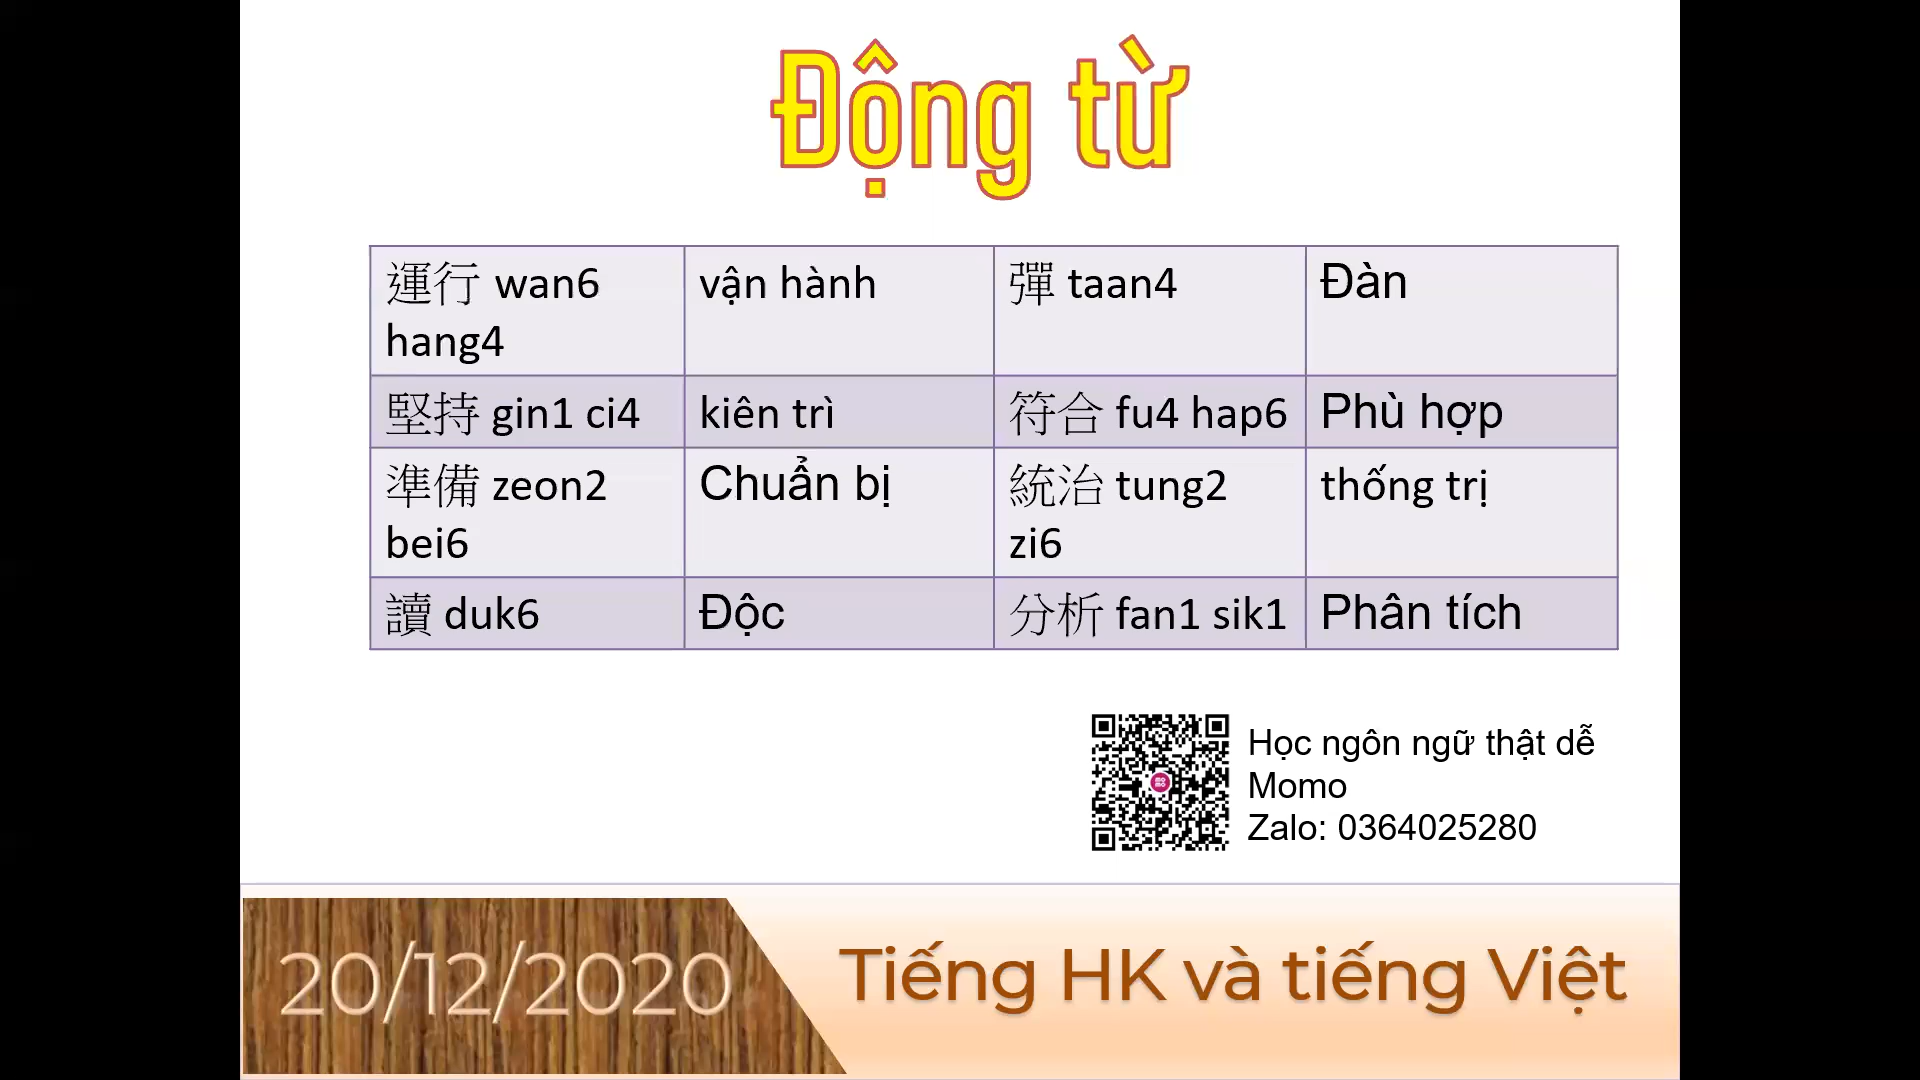 Động từ
運行 wan6 hang4
vận hành
彈 taan4
Đàn
堅持 gin1 ci4
kiên trì
符合 fu4 hap6
Phù hợp
準備 zeon2 bei6
Chuẩn bị
統治 tung2 zi6
thống trị
讀 duk6
Độc
分析 fan1 sik1
Phân tích
Học ngôn ngữ thật dễ
Momo
Zalo: 0364025280
20/12/2020
Tiếng HK và tiếng Việt